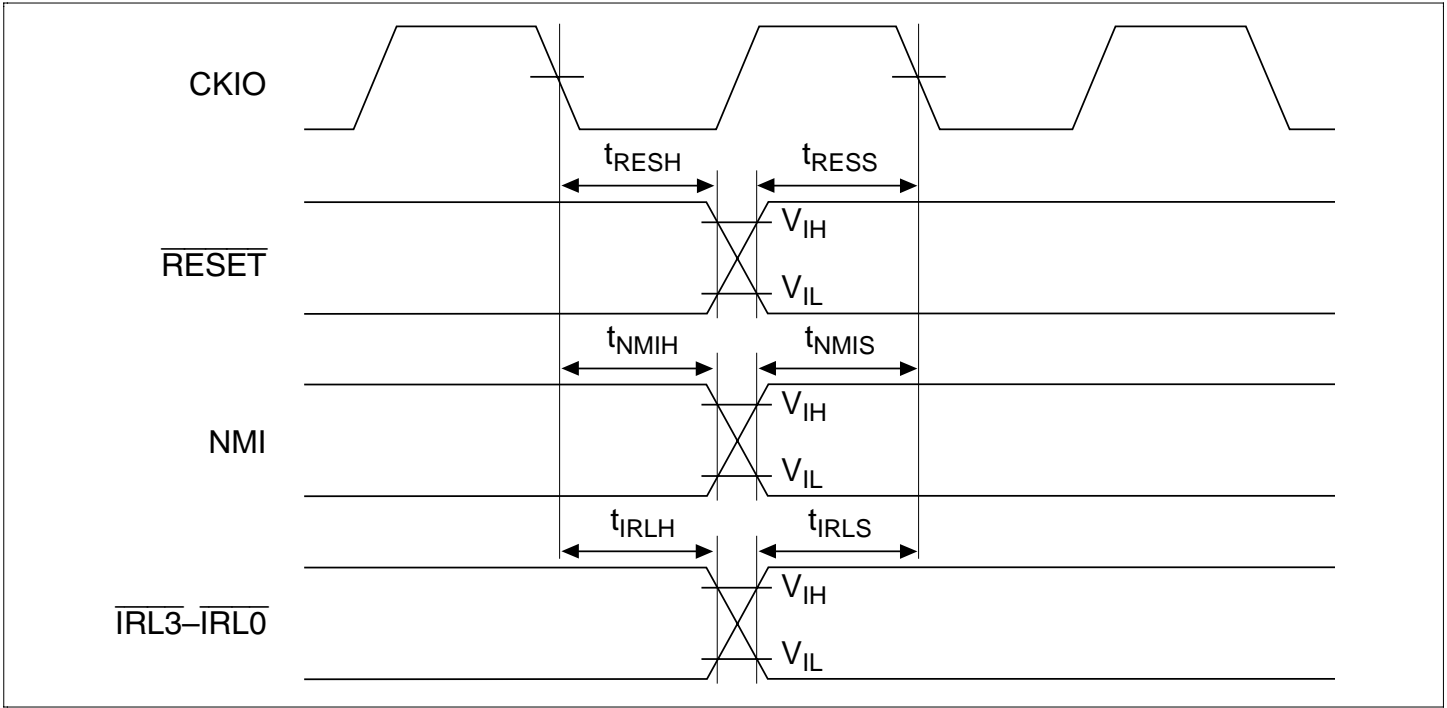 CKIO
tRESH tRESS
RESET
VIH
VIL
tNMIH tNMIS
NMI
VIH
VIL
tIRLH tIRLS
IRL3–IRL0
VIH
VIL